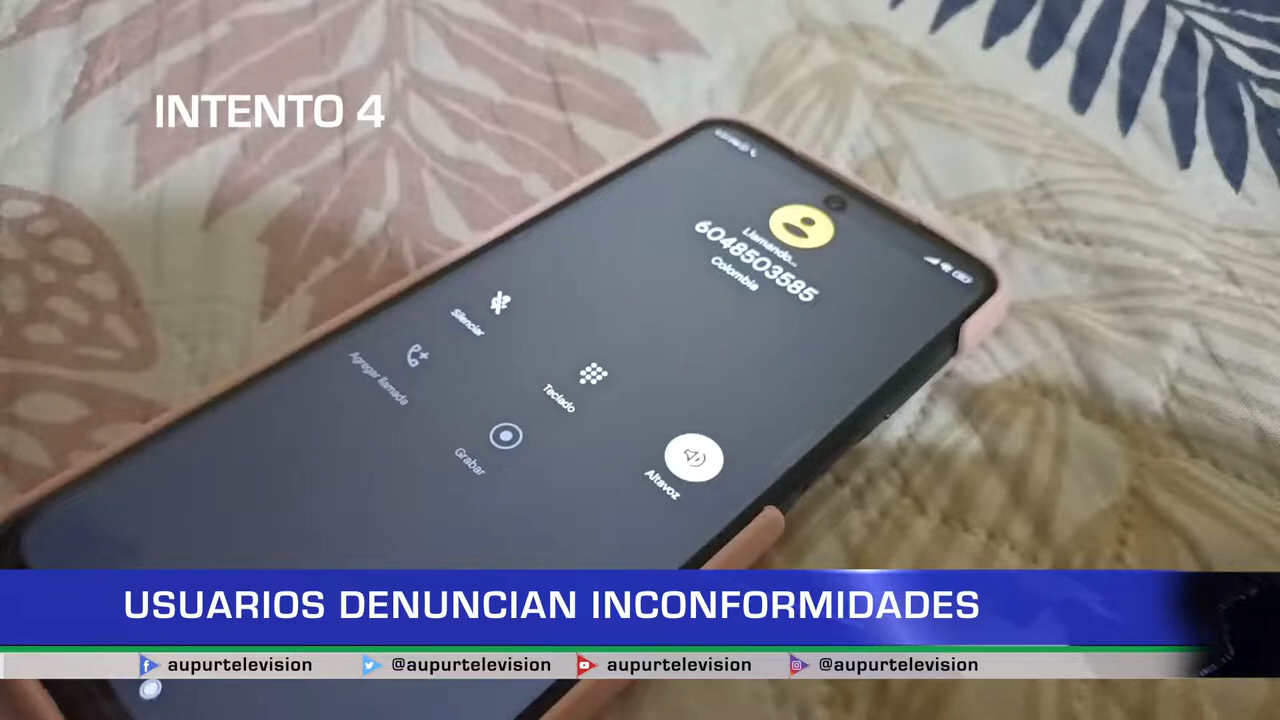 INTENTO 4
Llamando...
6048503585
Colombia
Silenciar
Agregar llamada
Teclado
Grabar
Altavoz
USUARIOS DENUNCIAN INCONFORMIDADES
aupurtelevision
@aupurtelevision
aupurtelevision
@aupurtelevision